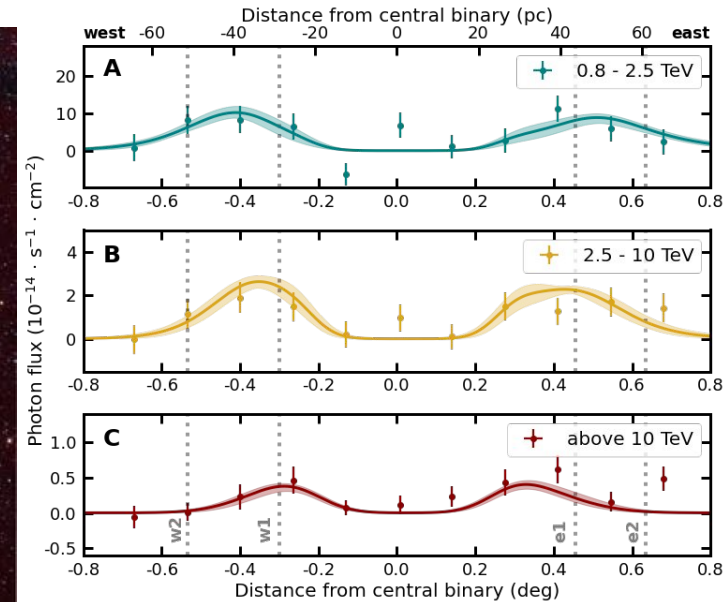 Distance from central binary (pc)
west -60 -40 -20 0 20 40 60 east
A
0.8 - 2.5 TeV
20
10
0
-0.8 -0.6 -0.4 -0.2 0.0 0.2 0.4 0.6 0.8
B
2.5 - 10 TeV
4
2
0
-0.8 -0.6 -0.4 -0.2 0.0 0.2 0.4 0.6 0.8
Photon flux (10⁻¹⁴ · s⁻¹ · cm⁻²)
C
above 10 TeV
1.0
0.5
0.0
-0.5
w2 w1 e1 e2
-0.8 -0.6 -0.4 -0.2 0.0 0.2 0.4 0.6 0.8
Distance from central binary (deg)